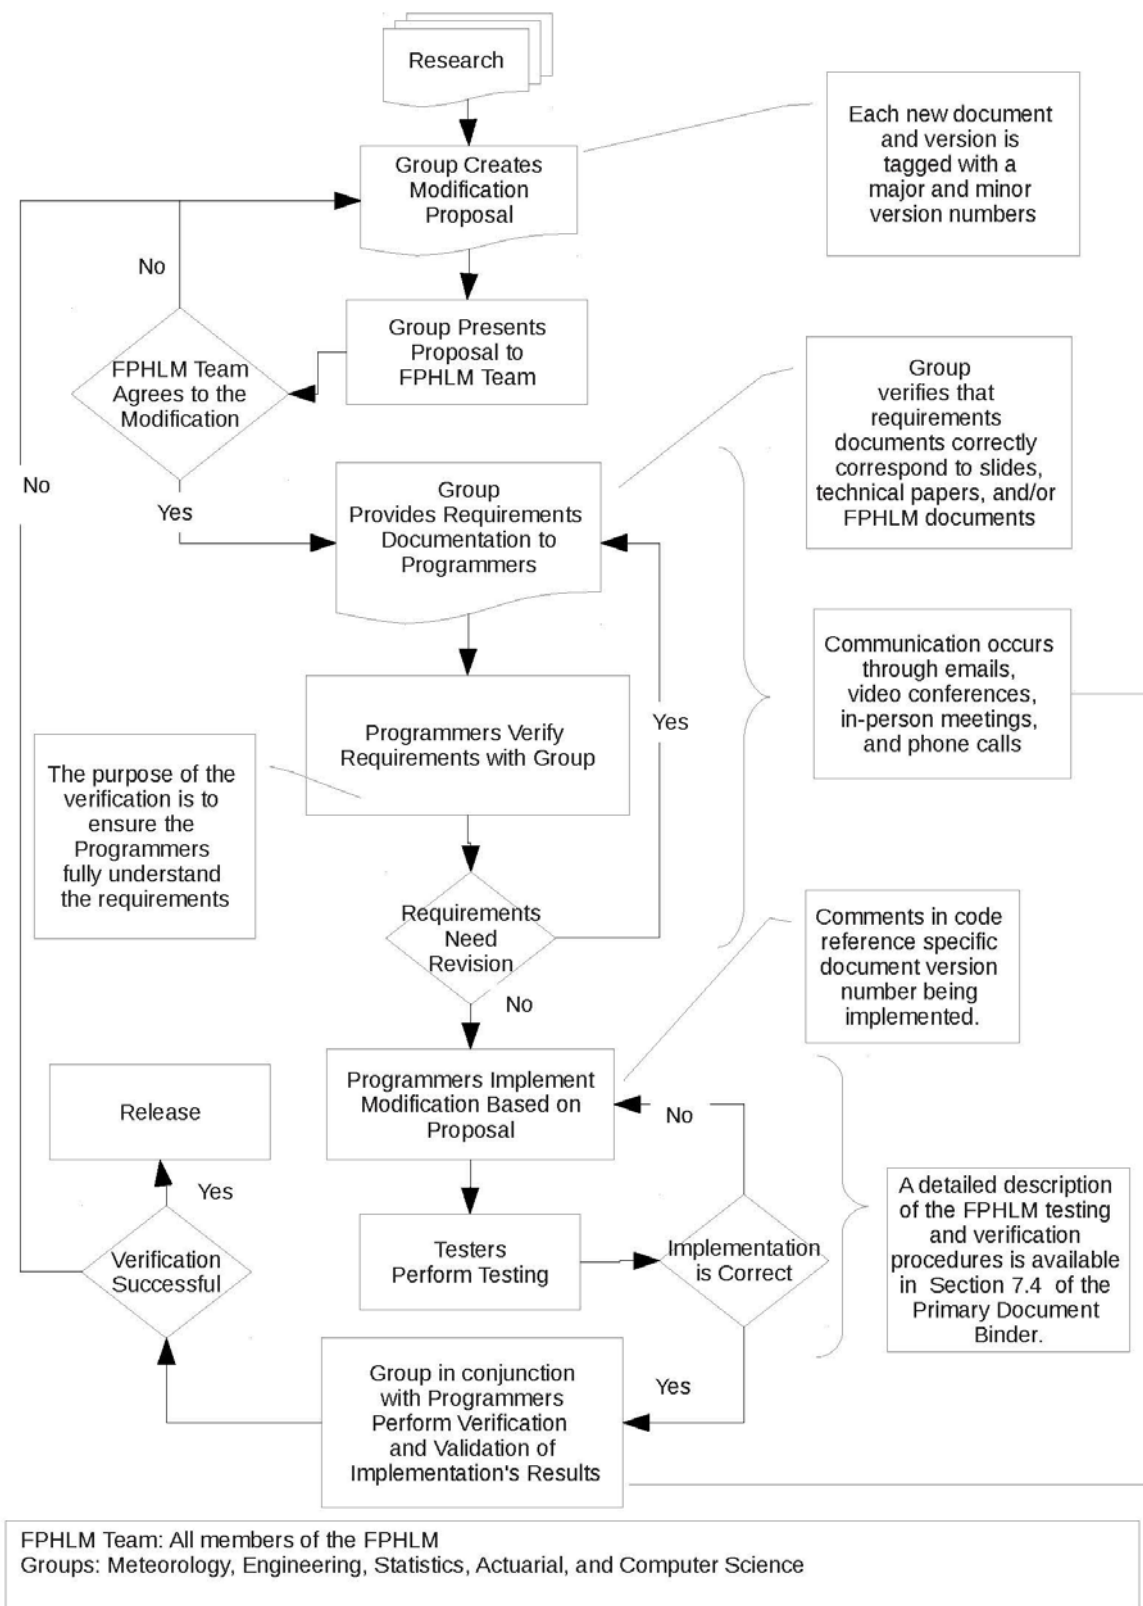 Research
Each new document
and version is
tagged with a
major and minor
version numbers
Group Creates
Modification
Proposal
No
Group Presents
Proposal to
FPHLM Team
FPHLM Team
Agrees to the
Modification
Group
verifies that
requirements
documents correctly
correspond to slides,
technical papers, and/or
FPHLM documents
No
Yes
Group
Provides Requirements
Documentation to
Programmers
Communication occurs
through emails,
video conferences,
in-person meetings,
and phone calls
Yes
Programmers Verify
Requirements with Group
The purpose of the
verification is to
ensure the
Programmers
fully understand
the requirements
Requirements
Need
Revision
Comments in code
reference specific
document version
number being
implemented.
No
Programmers Implement
Modification Based on
Proposal
No
Release
Yes
A detailed description
of the FPHLM testing
and verification
procedures is available
in Section 7.4 of the
Primary Document
Binder.
Verification
Successful
Testers
Perform Testing
Implementation
is Correct
Yes
Group in conjunction
with Programmers
Perform Verification
and Validation of
Implementation's Results
FPHLM Team: All members of the FPHLM
Groups: Meteorology, Engineering, Statistics, Actuarial, and Computer Science